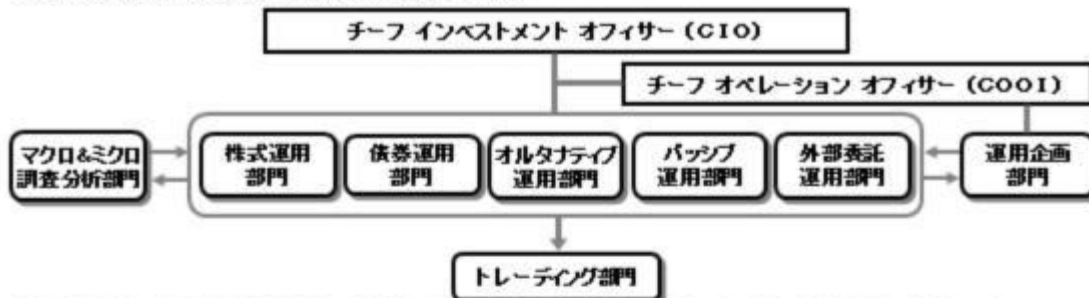 チーフ インベストメント オフィサー (CIO)
チーフ オペレーション オフィサー (COOI)
マクロ&ミクロ
調査分析部門
株式運用
部門
債券運用
部門
オルタナティブ
運用部門
パッシブ
運用部門
外部委託
運用部門
運用企画
部門
トレーディング部門